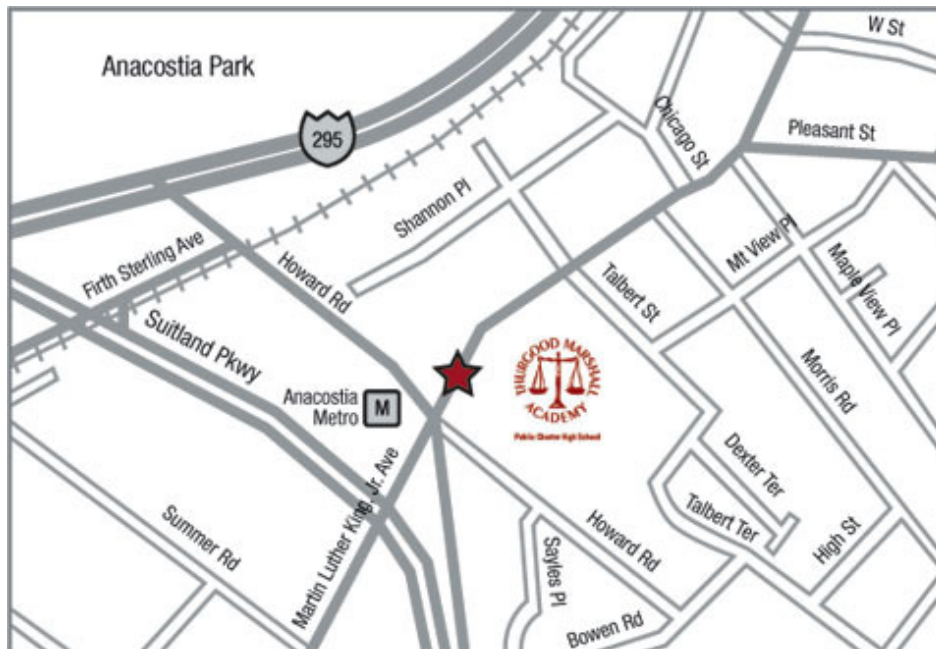 Anacostia Park
W St
295
Chicago St
Pleasant St
Shannon Pl
Firth Sterling Ave
Howard Rd
Mt View Pl
Maple View Pl
Talbert St
Suitland Pkwy
Anacostia
Metro
M
THURGOOD MARSHALL
ACADEMY
Public Charter High School
Morris Rd
Martin Luther King, Jr. Ave
Dexter Ter
Talbert Ter
High St
Summer Rd
Howard Rd
Sayles Pl
Bowen Rd